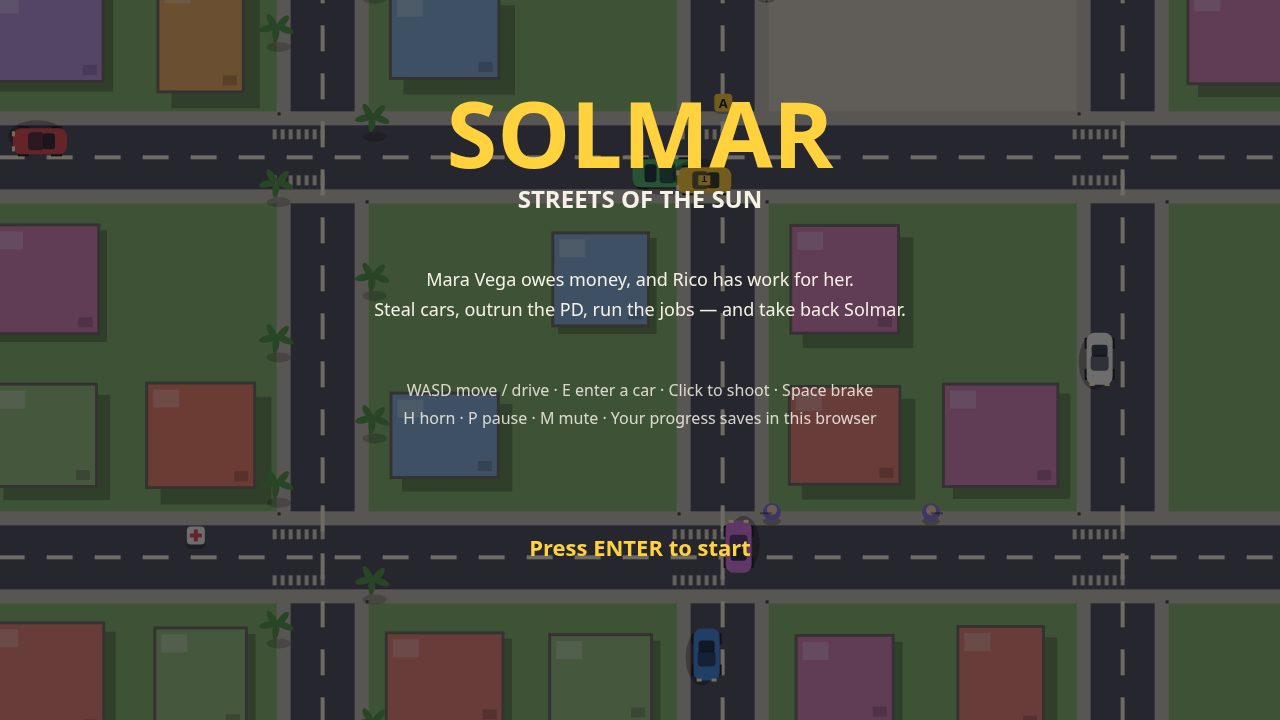 A
SOLMAR
1
STREETS OF THE SUN
Mara Vega owes money, and Rico has work for her.
Steal cars, outrun the PD, run the jobs — and take back Solmar.
WASD move / drive · E enter a car · Click to shoot · Space brake
H horn · P pause · M mute · Your progress saves in this browser
Press ENTER to start